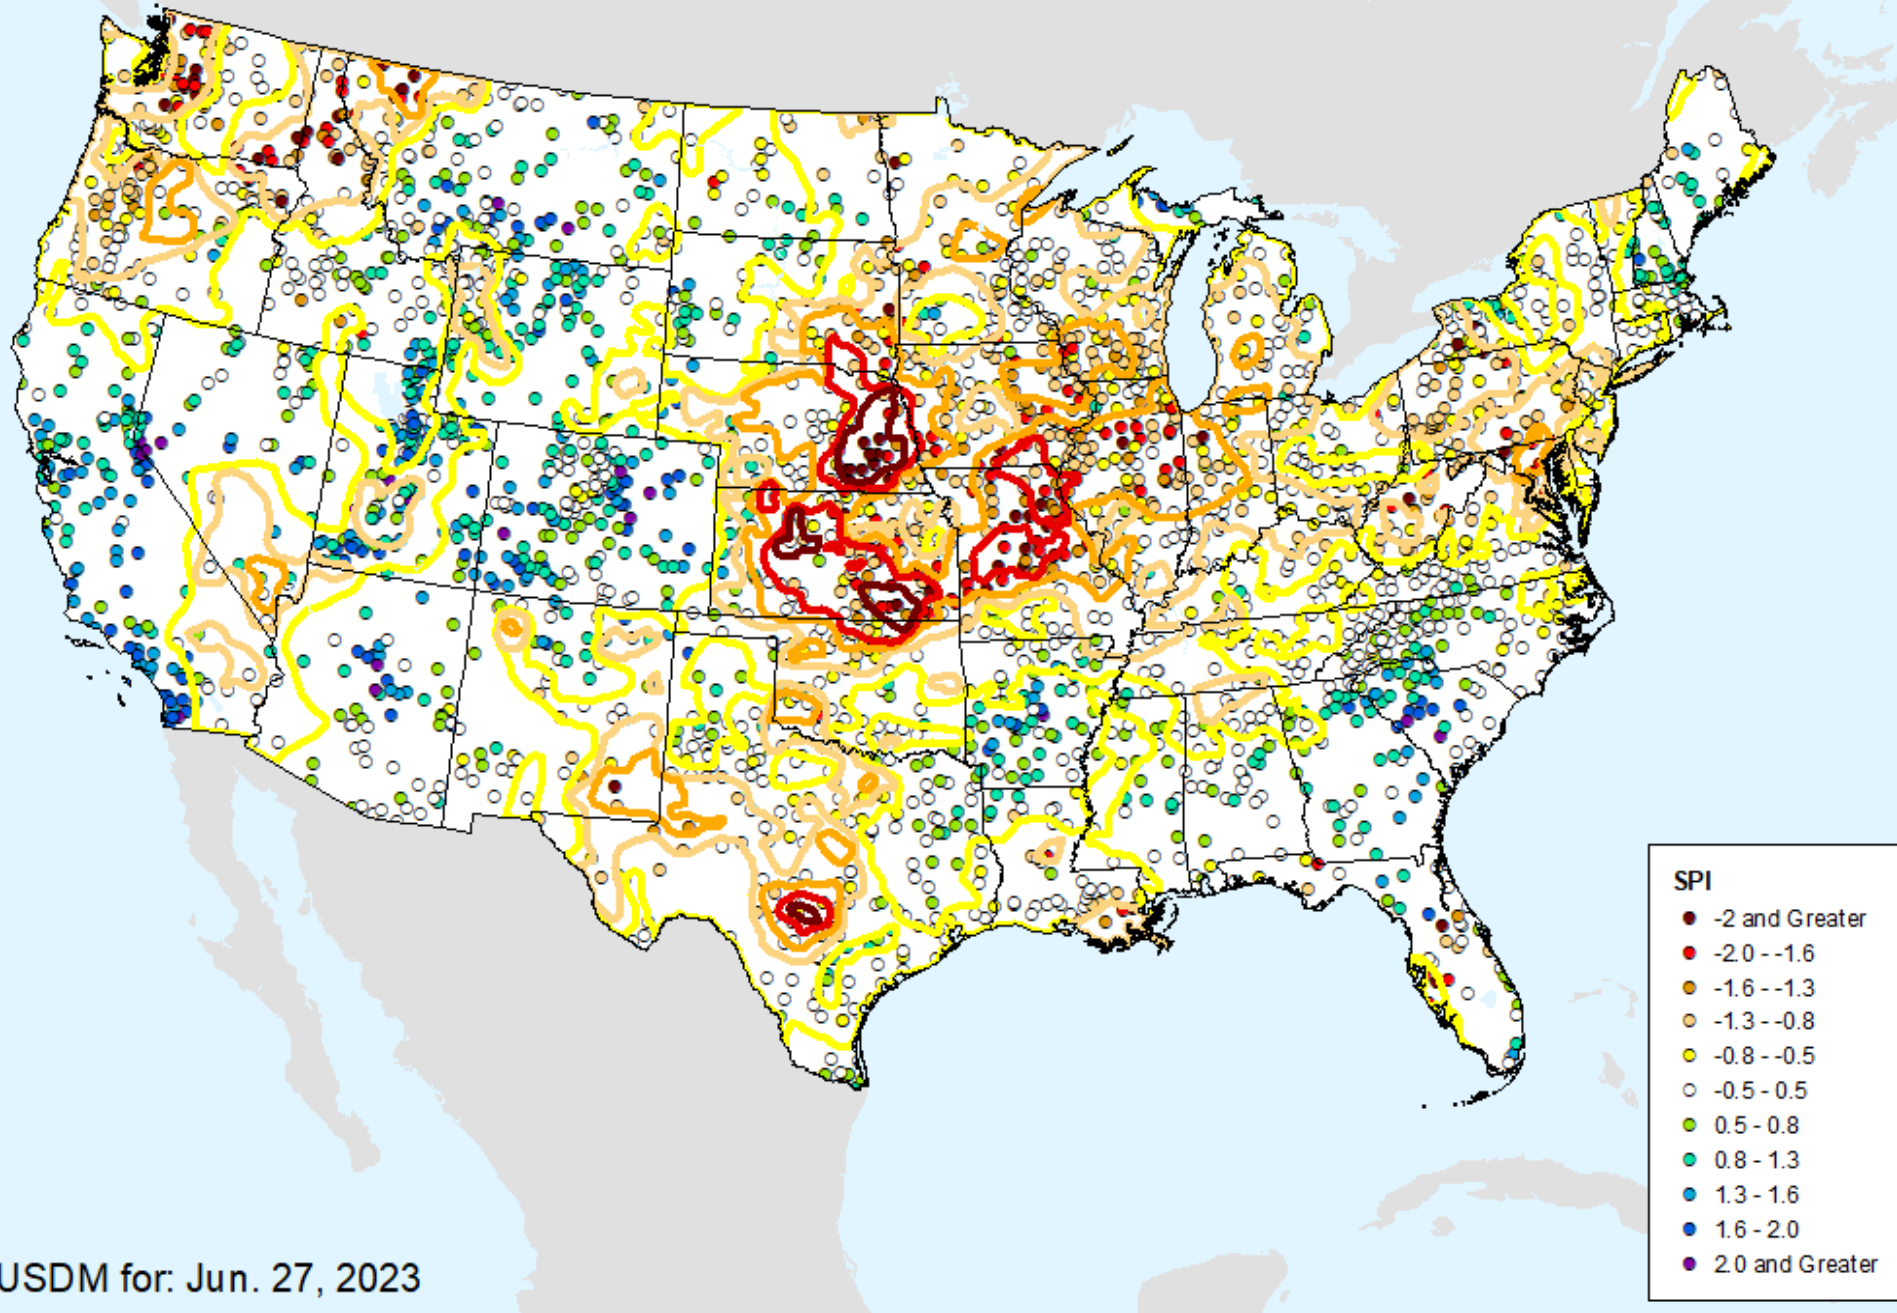 SPI
-2 and Greater
-2.0 - -1.6
-1.6 - -1.3
-1.3 - -0.8
-0.8 - -0.5
-0.5 - 0.5
0.5 - 0.8
0.8 - 1.3
1.3 - 1.6
1.6 - 2.0
2.0 and Greater
USDM for: Jun. 27, 2023